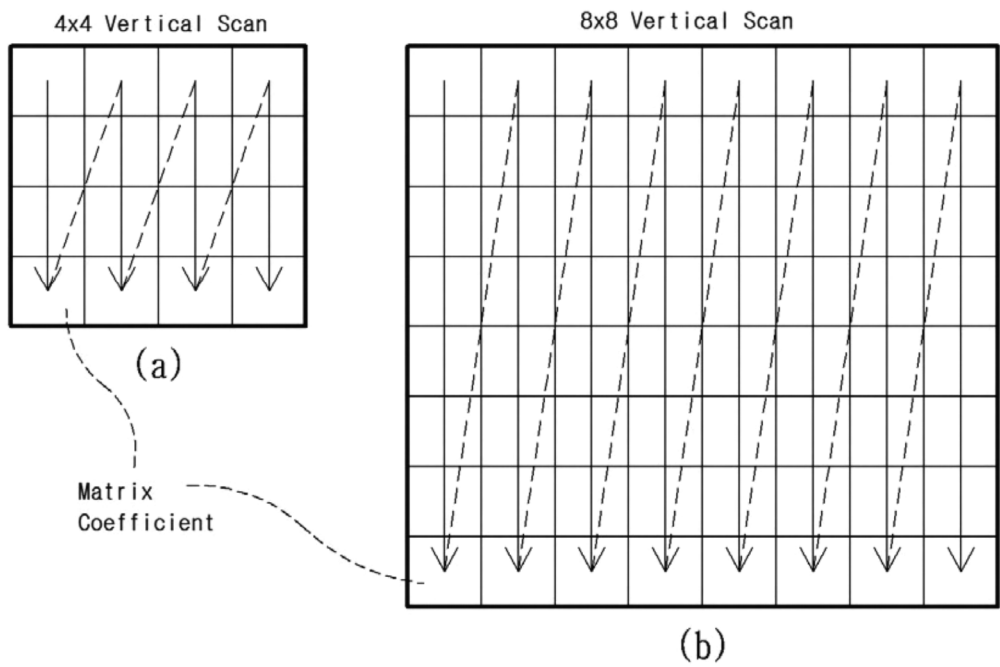 4x4 Vertical Scan
8x8 Vertical Scan
(a)
Matrix
Coefficient
(b)